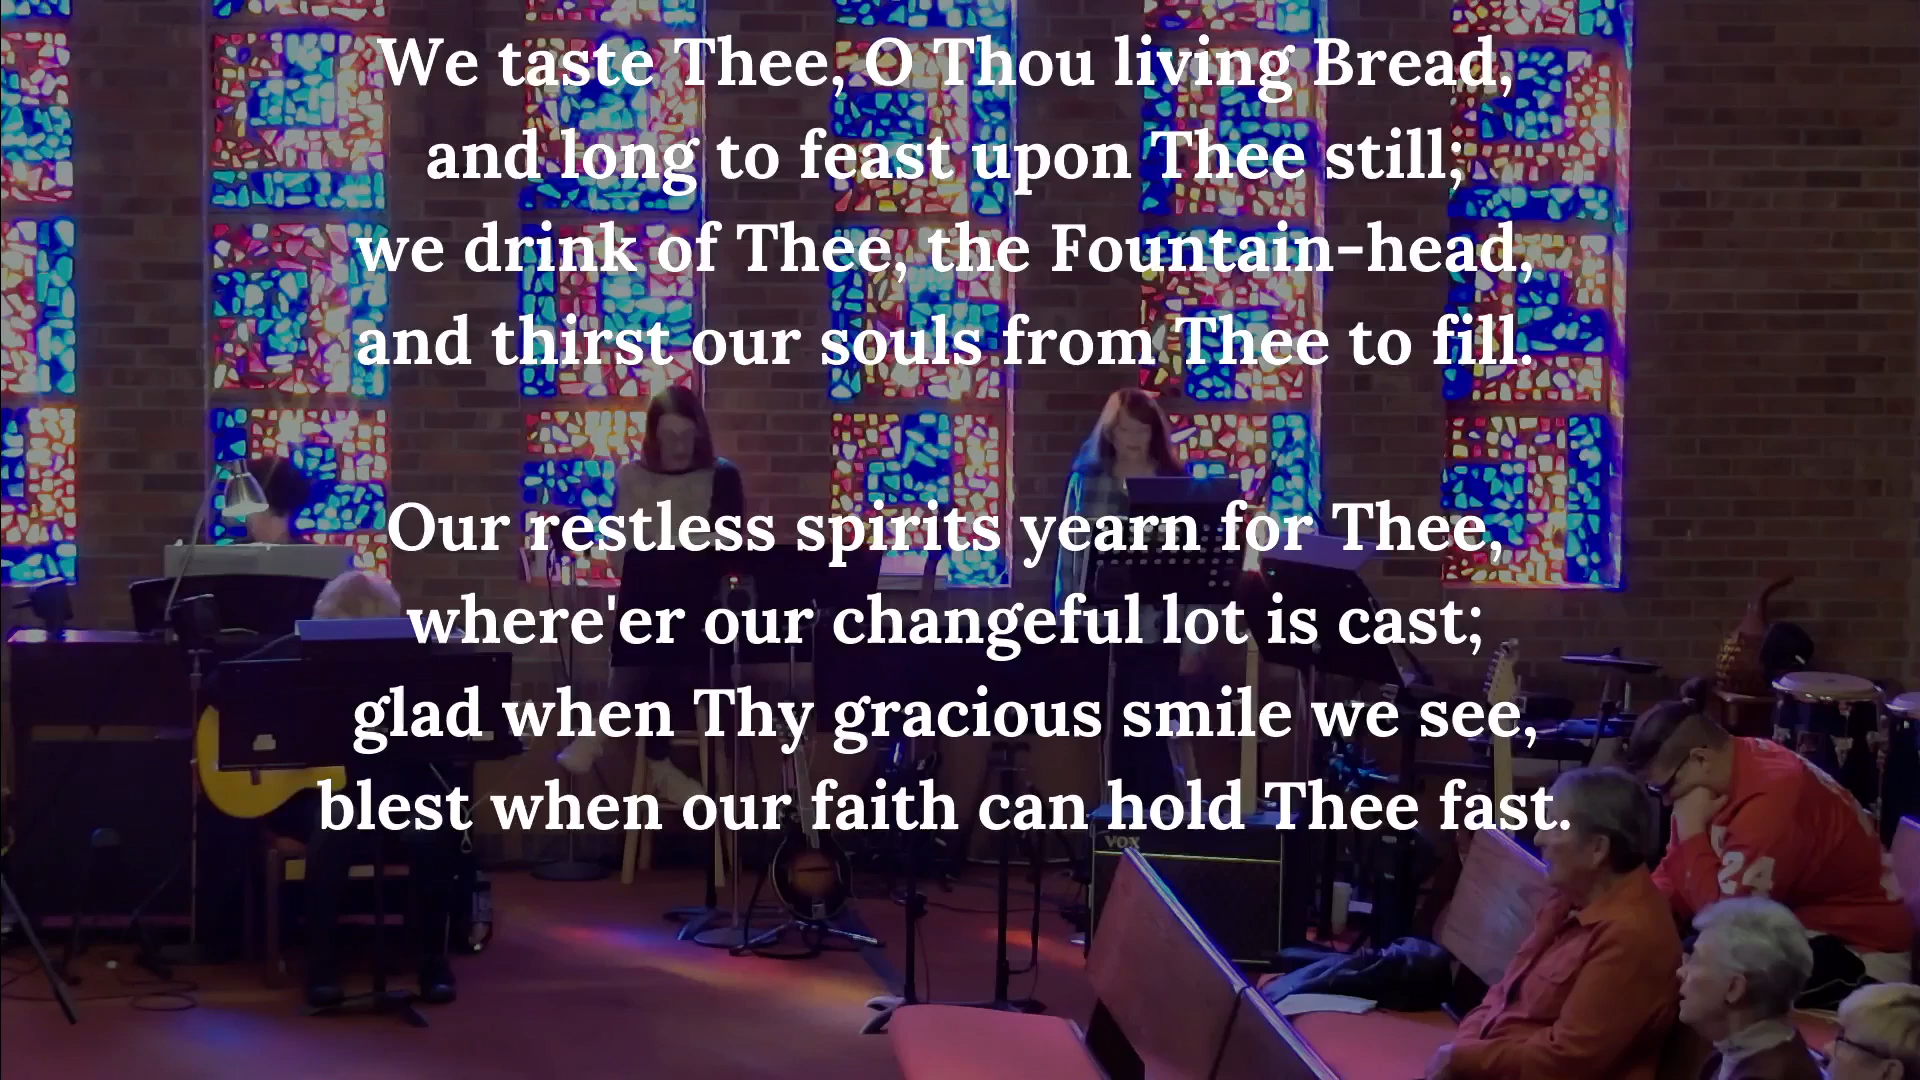 We taste Thee, O Thou living Bread,
and long to feast upon Thee still;
we drink of Thee, the Fountain-head,
and thirst our souls from Thee to fill.
Our restless spirits yearn for Thee,
where'er our changeful lot is cast;
glad when Thy gracious smile we see,
blest when our faith can hold Thee fast.
VOX
24